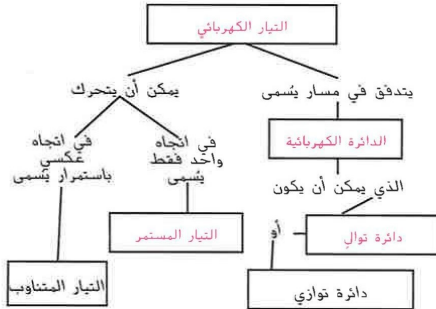 التيار الكهربائي
يتدفق في مسار يُسمى
يمكن أن يتحرك
الدائرة الكهربائية
في اتجاه
واحد فقط
يُسمى
في اتجاه
عكسي
باستمرار يُسمى
الذي يمكن أن يكون
دائرة توالٍ
أو
التيار المستمر
دائرة توازي
التيار المتناوب